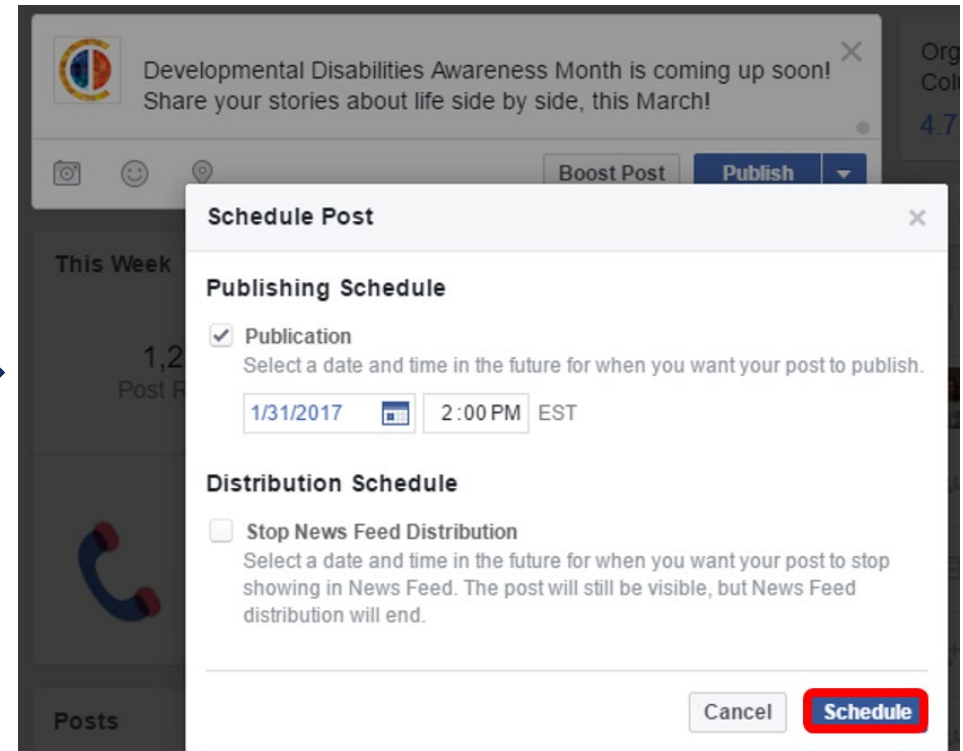 Developmental Disabilities Awareness Month is coming up soon!
Share your stories about life side by side, this March!
4.7
Boost Post
Publish
Schedule Post
This Week
Publishing Schedule
Publication
Select a date and time in the future for when you want your post to publish.
1/31/2017
2:00 PM
EST
Distribution Schedule
Stop News Feed Distribution
Select a date and time in the future for when you want your post to stop
showing in News Feed. The post will still be visible, but News Feed
distribution will end.
Posts
Cancel
Schedule